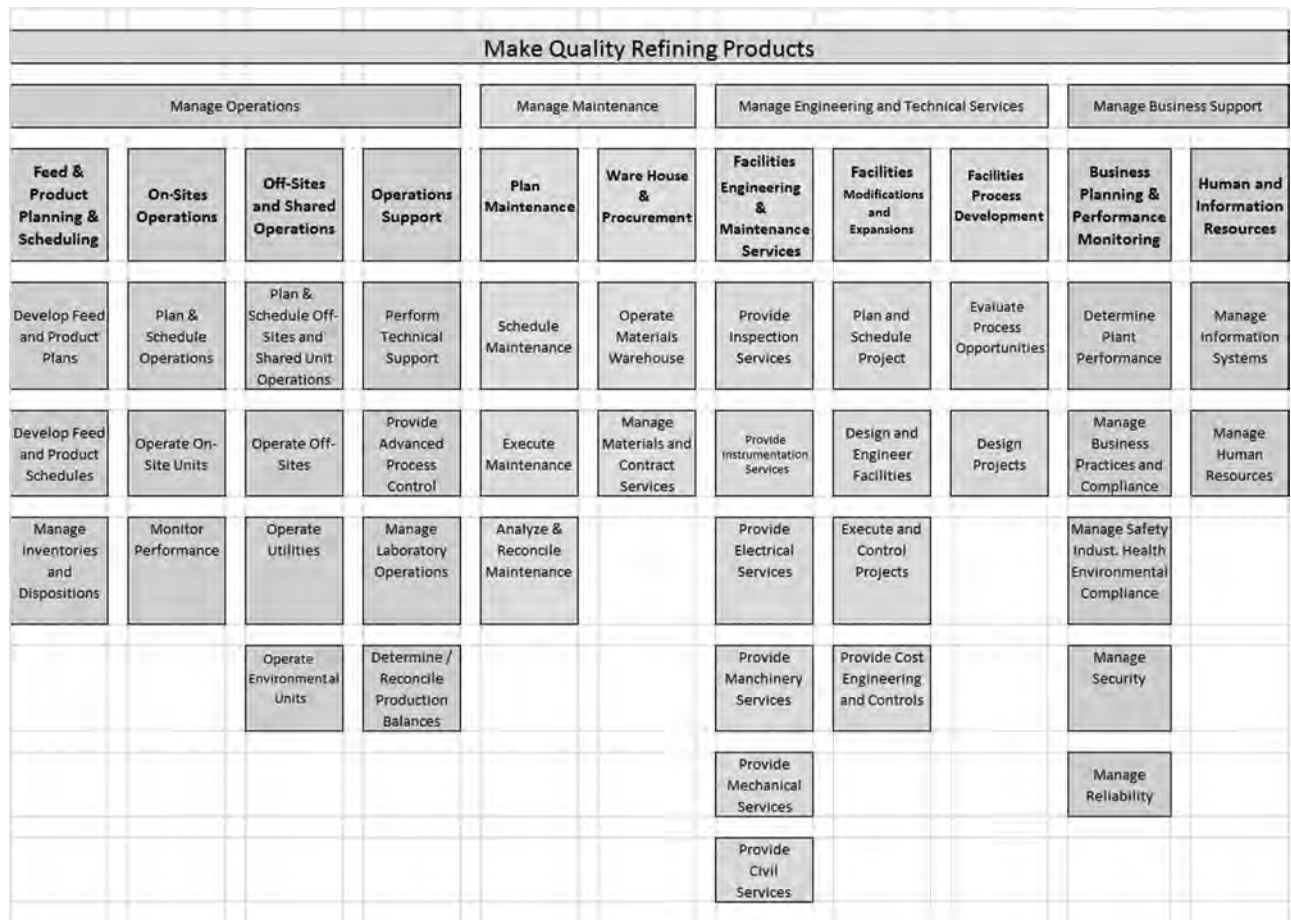 Make Quality Refining Products
Manage Operations
Manage Maintenance
Manage Engineering and Technical Services
Manage Business Support
Feed &
Product
Planning &
Scheduling
On-Sites
Operations
Off-Sites
and Shared
Operations
Operations
Support
Plan
Maintenance
Ware House
&
Procurement
Facilities
Engineering
&
Maintenance
Services
Facilities
Modifications
and
Expansions
Facilities
Process
Development
Business
Planning &
Performance
Monitoring
Human and
Information
Resources
Develop Feed
and Product
Plans
Plan &
Schedule
Operations
Plan &
Schedule Off-
Sites and
Shared Unit
Operations
Perform
Technical
Support
Schedule
Maintenance
Operate
Materials
Warehouse
Provide
Inspection
Services
Plan and
Schedule
Project
Evaluate
Process
Opportunities
Determine
Plant
Performance
Manage
Information
Systems
Develop Feed
and Product
Schedules
Operate On-
Site Units
Operate Off-
Sites
Provide
Advanced
Process
Control
Execute
Maintenance
Manage
Materials and
Contract
Services
Provide
Instrumentation
Services
Design and
Engineer
Facilities
Design
Projects
Manage
Business
Practices and
Compliance
Manage
Human
Resources
Manage
Inventories
and
Dispositions
Monitor
Performance
Operate
Utilities
Manage
Laboratory
Operations
Analyze &
Reconcile
Maintenance
Provide
Electrical
Services
Execute and
Control
Projects
Manage Safety
Indust. Health
Environmental
Compliance
Operate
Environmental
Units
Determine /
Reconcile
Production
Balances
Provide
Manchinery
Services
Provide Cost
Engineering
and Controls
Manage
Security
Provide
Mechanical
Services
Manage
Reliability
Provide
Civil
Services